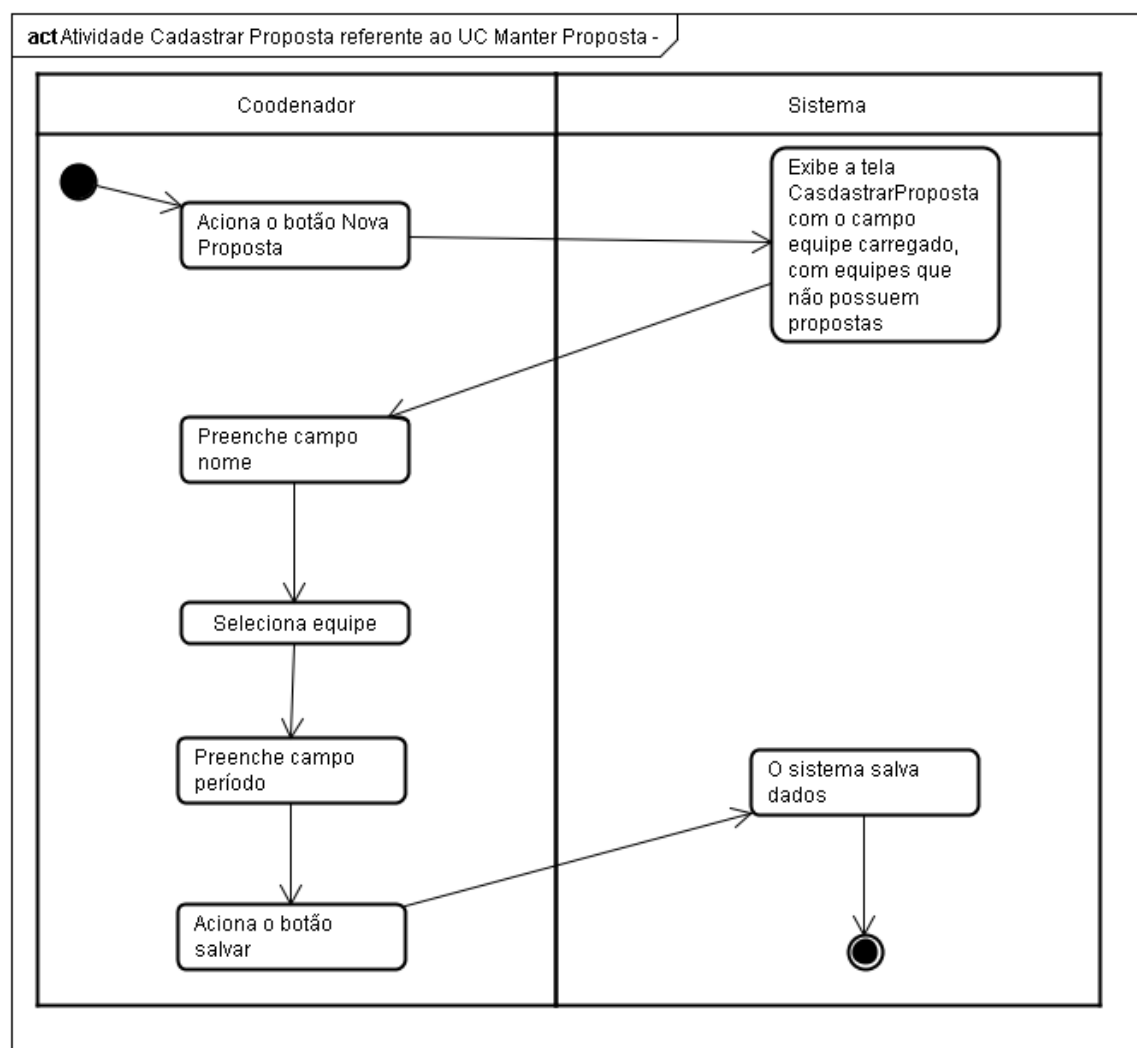 act Atividade Cadastrar Proposta referente ao UC Manter Proposta -
Coodenador
Sistema
Aciona o botão Nova
Proposta
Exibe a tela
CasdastrarProposta
com o campo
equipe carregado,
com equipes que
não possuem
propostas
Preenche campo
nome
Seleciona equipe
Preenche campo
período
Aciona o botão
salvar
O sistema salva
dados